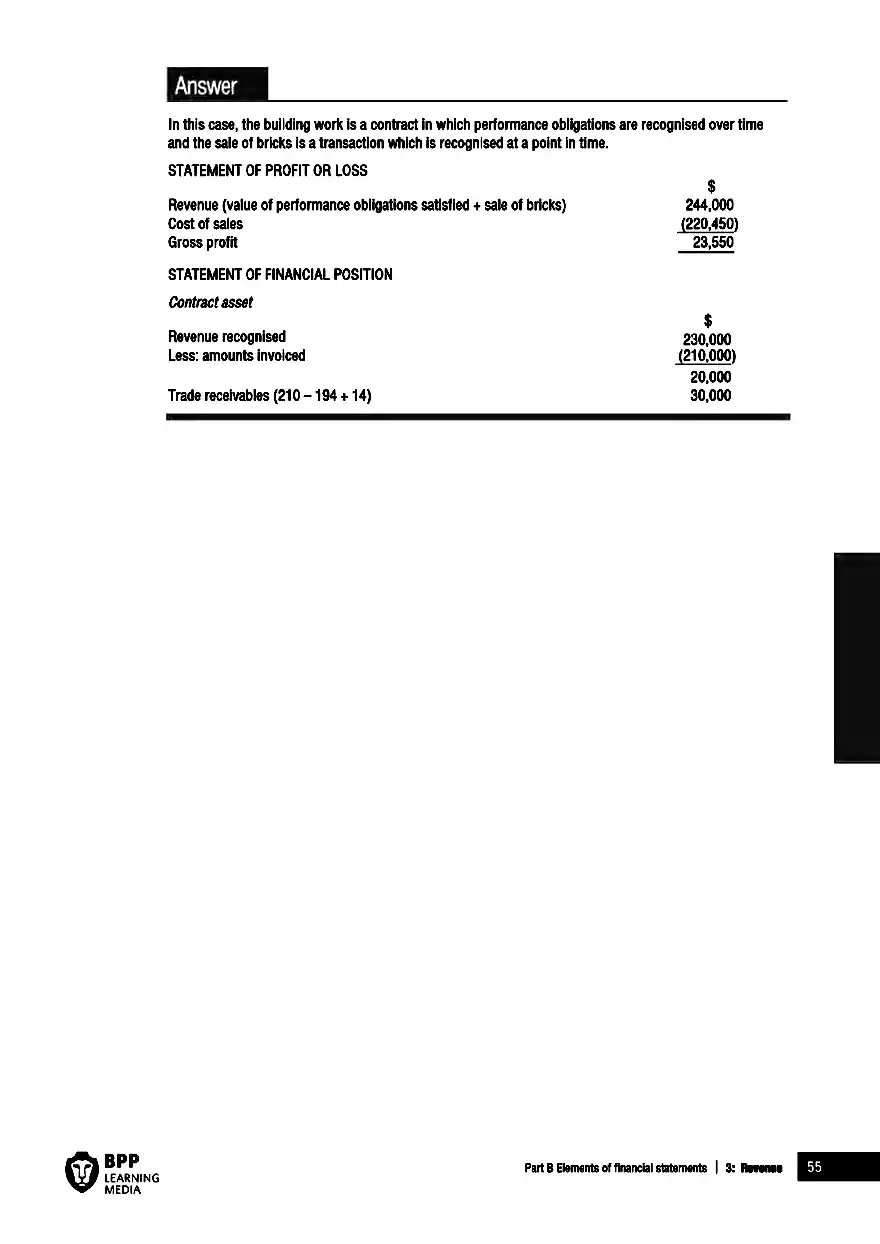 Answer
In this case, the building work is a contract in which performance obligations are recognised over time
and the sale of bricks is a transaction which is recognised at a point in time.
STATEMENT OF PROFIT OR LOSS
$
Revenue (value of performance obligations satisfied + sale of bricks) 244,000
Cost of sales (220,450)
Gross profit 23,550
STATEMENT OF FINANCIAL POSITION
Contract asset
$
Revenue recognised 230,000
Less: amounts invoiced (210,000)
20,000
Trade receivables (210 – 194 + 14) 30,000
BPP
LEARNING
MEDIA
Part B Elements of financial statements | 3: Revenue 55